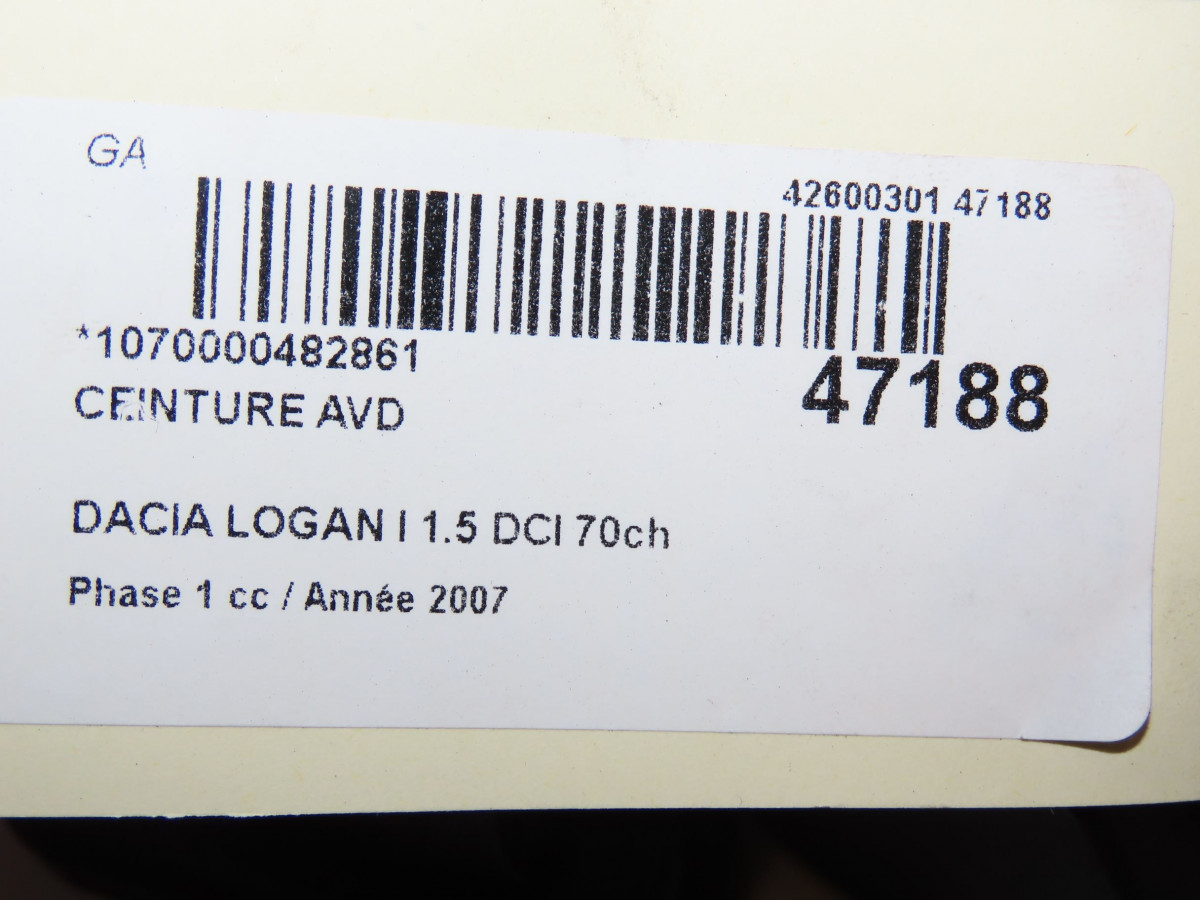 GA
42600301 47188
*1070000482861
47188
CEINTURE AVD
DACIA LOGAN I 1.5 DCI 70ch
Phase 1 cc / Année 2007